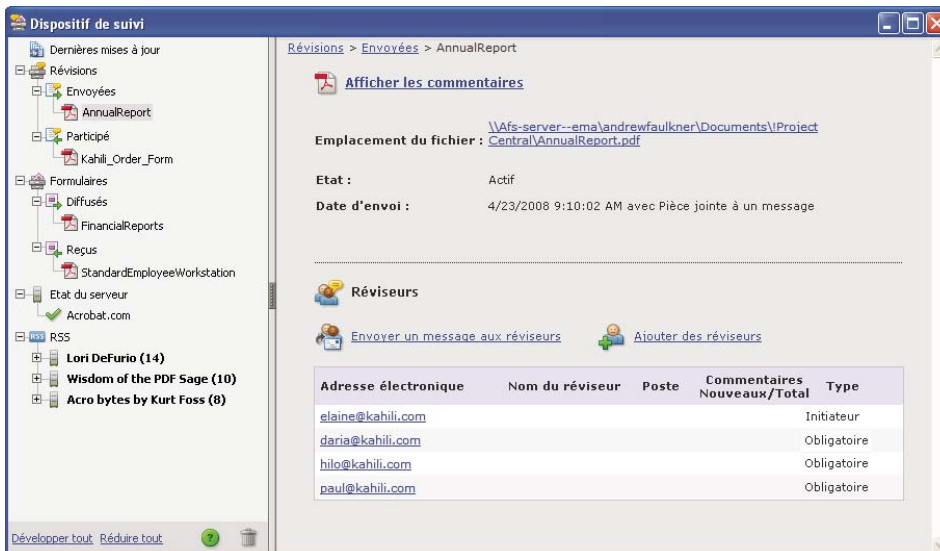 Dispositif de suivi
Dernières mises à jour
Révisions
Envoyées
AnnualReport
Participé
Kahili_Order_Form
Formulaires
Diffusés
FinancialReports
Reçus
StandardEmployeeWorkstation
Etat du serveur
Acrobat.com
RSS RSS
Lori DeFurio (14)
Wisdom of the PDF Sage (10)
Acro bytes by Kurt Foss (8)
Développer tout Réduire tout ?
Révisions > Envoyées > AnnualReport
Afficher les commentaires
\\Afs-server--ema\andrewfaulkner\Documents\!Project
Emplacement du fichier : Central\AnnualReport.pdf
Etat : Actif
Date d'envoi : 4/23/2008 9:10:02 AM avec Pièce jointe à un message
Réviseurs
Envoyer un message aux réviseurs Ajouter des réviseurs
Adresse électronique Nom du réviseur Poste Commentaires Nouveaux/Total Type
elaine@kahili.com Initiateur
daria@kahili.com Obligatoire
hilo@kahili.com Obligatoire
paul@kahili.com Obligatoire